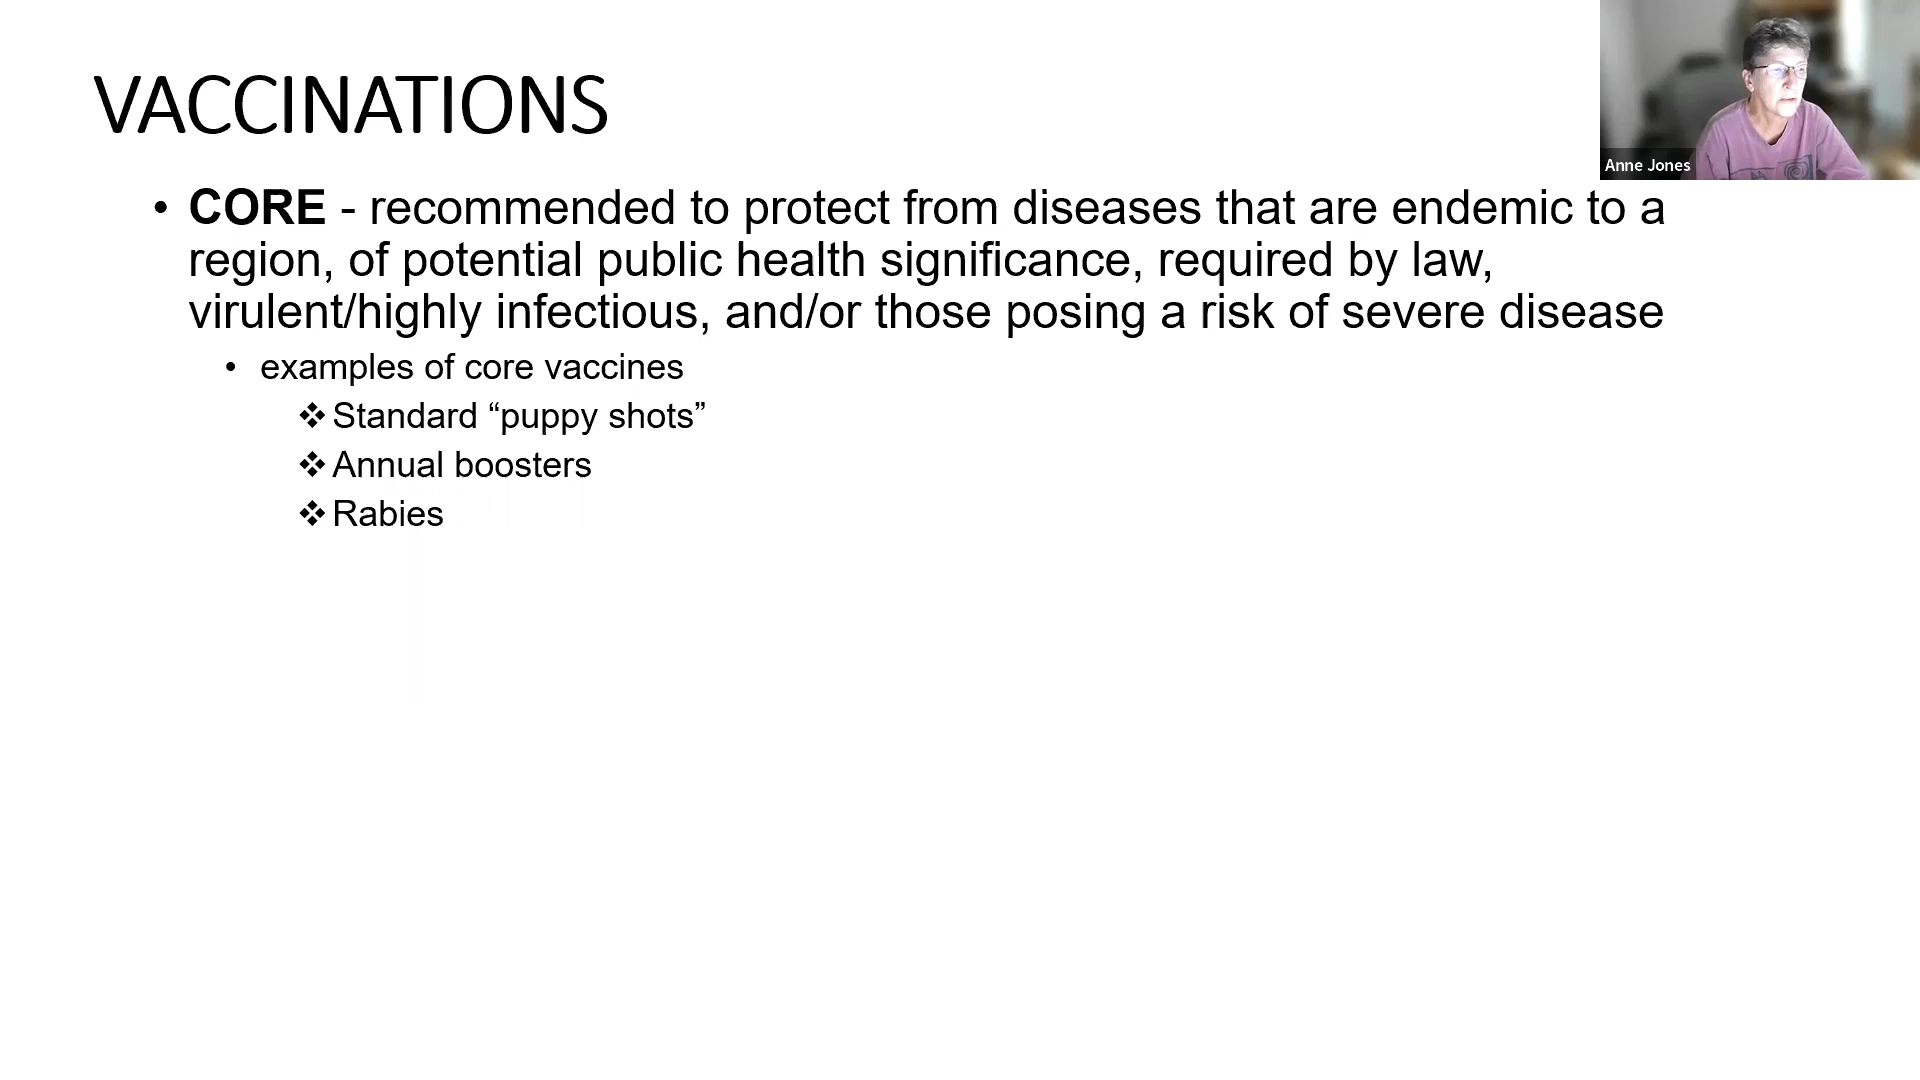 VACCINATIONS
Anne Jones
• CORE - recommended to protect from diseases that are endemic to a
region, of potential public health significance, required by law,
virulent/highly infectious, and/or those posing a risk of severe disease
• examples of core vaccines
❖ Standard “puppy shots”
❖ Annual boosters
❖ Rabies